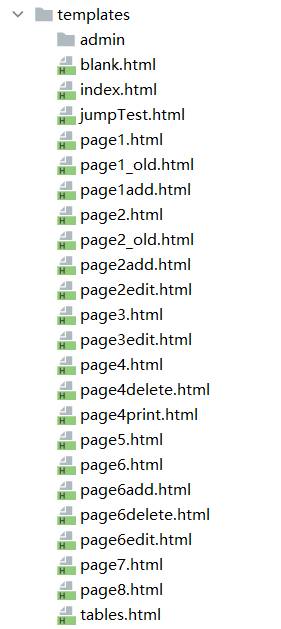 templates
admin
blank.html
index.html
jumpTest.html
page1.html
page1_old.html
page1add.html
page2.html
page2_old.html
page2add.html
page2edit.html
page3.html
page3edit.html
page4.html
page4delete.html
page4print.html
page5.html
page6.html
page6add.html
page6delete.html
page6edit.html
page7.html
page8.html
tables.html